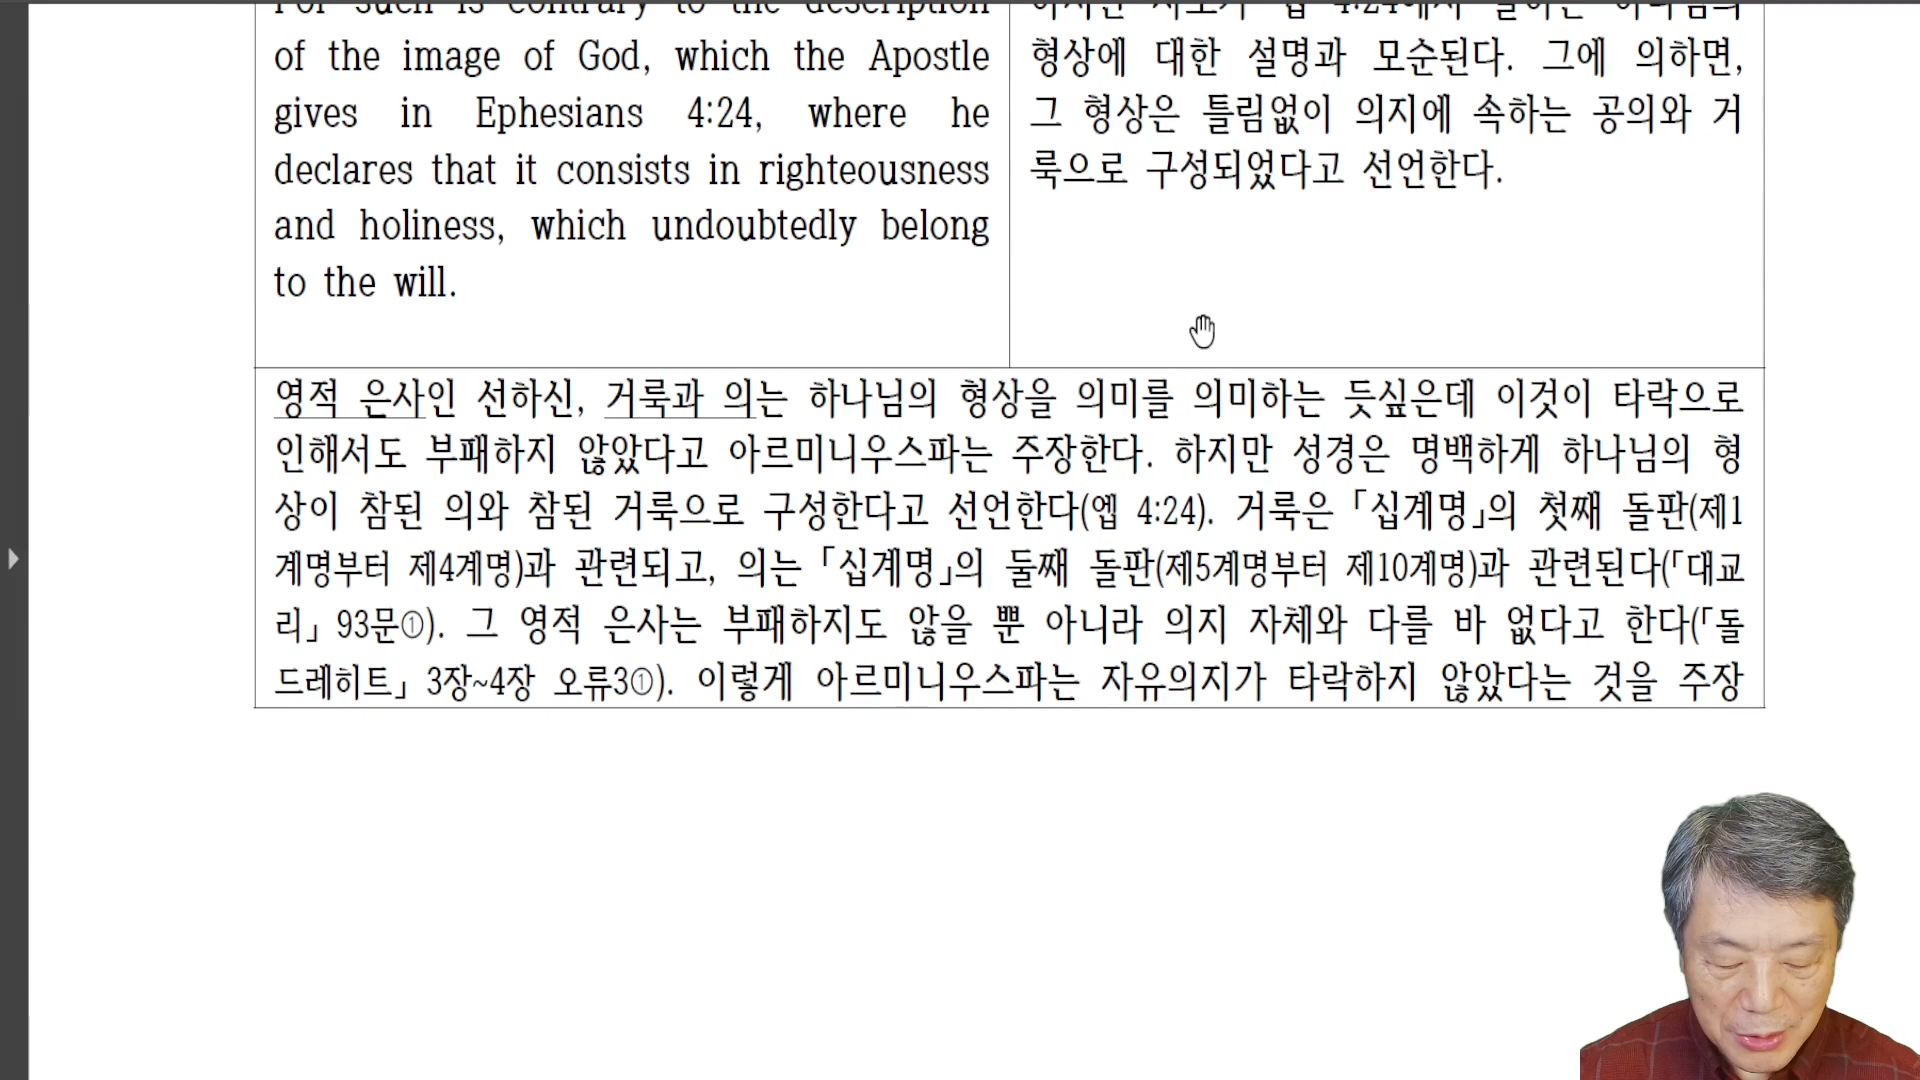 For such is contrary to the description
of the image of God, which the Apostle
gives in Ephesians 4:24, where he
declares that it consists in righteousness
and holiness, which undoubtedly belong
to the will.
형상에 대한 설명과 모순된다. 그에 의하면,
그 형상은 틀림없이 의지에 속하는 공의와 거
룩으로 구성되었다고 선언한다.
영적 은사인 선하신, 거룩과 의는 하나님의 형상을 의미를 의미하는 듯싶은데 이것이 타락으로
인해서도 부패하지 않았다고 아르미니우스파는 주장한다. 하지만 성경은 명백하게 하나님의 형
상이 참된 의와 참된 거룩으로 구성한다고 선언한다(엡 4:24). 거룩은 「십계명」의 첫째 돌판(제1
계명부터 제4계명)과 관련되고, 의는 「십계명」의 둘째 돌판(제5계명부터 제10계명)과 관련된다(「대교
리」 93문①). 그 영적 은사는 부패하지도 않을 뿐 아니라 의지 자체와 다를 바 없다고 한다(「돌
드레히트」 3장~4장 오류3①). 이렇게 아르미니우스파는 자유의지가 타락하지 않았다는 것을 주장